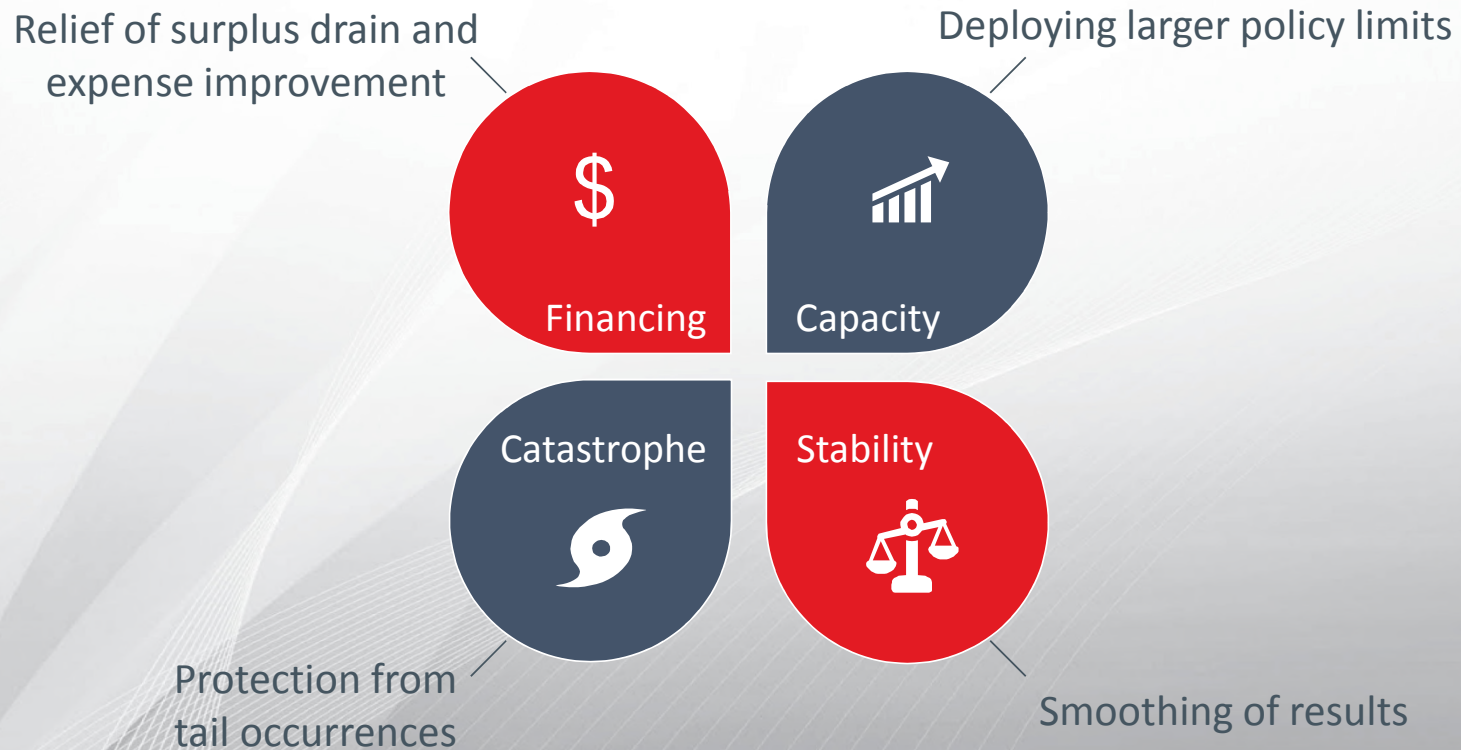 Relief of surplus drain and
expense improvement
Deploying larger policy limits
$
Financing
Capacity
Catastrophe
Stability
Protection from
tail occurrences
Smoothing of results